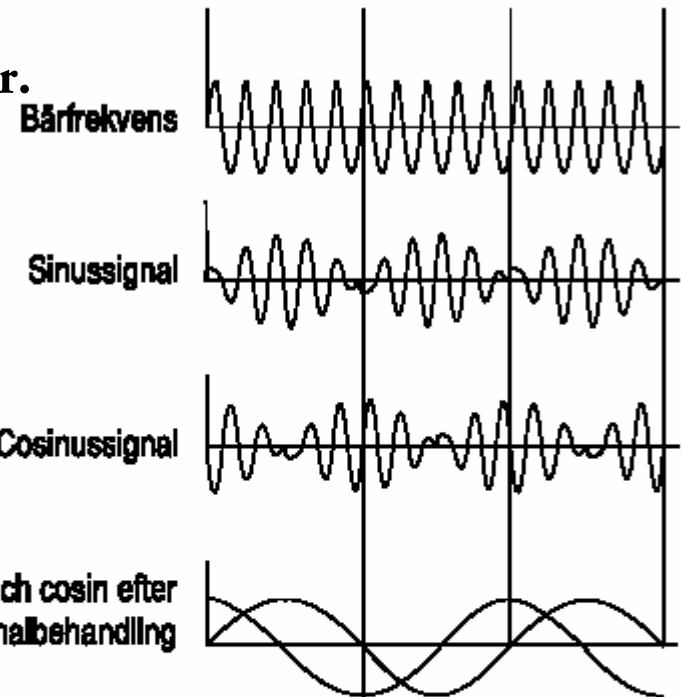 r.
Bärfrekvens
Sinussignal
Cosinussignal
ch cosin efter
nalbehandling